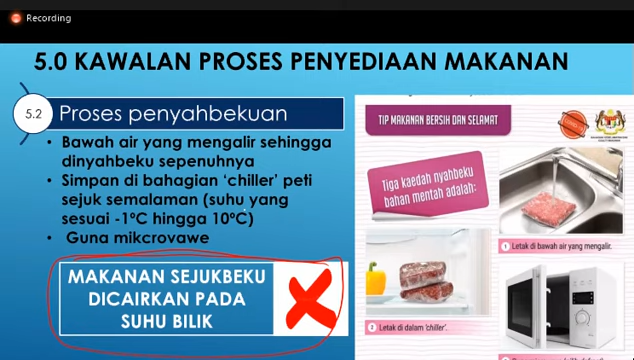 Recording
5.0 KAWALAN PROSES PENYEDIAAN MAKANAN
5.2
Proses penyahbekuan
• Bawah air yang mengalir sehingga
dinyahbeku sepenuhnya
• Simpan di bahagian ‘chiller’ peti
sejuk semalaman (suhu yang
sesuai -1°C hingga 10°C)
• Guna mikcrovawe
MAKANAN SEJUKBEKU
DICAIRKAN PADA
SUHU BILIK
TIP MAKANAN BERSIH DAN SELAMAT
Tiga kaedah nyahbeku
bahan mentah adalah:
1 Letak di bawah air yang mengalir.
2 Letak di dalam 'chiller'.